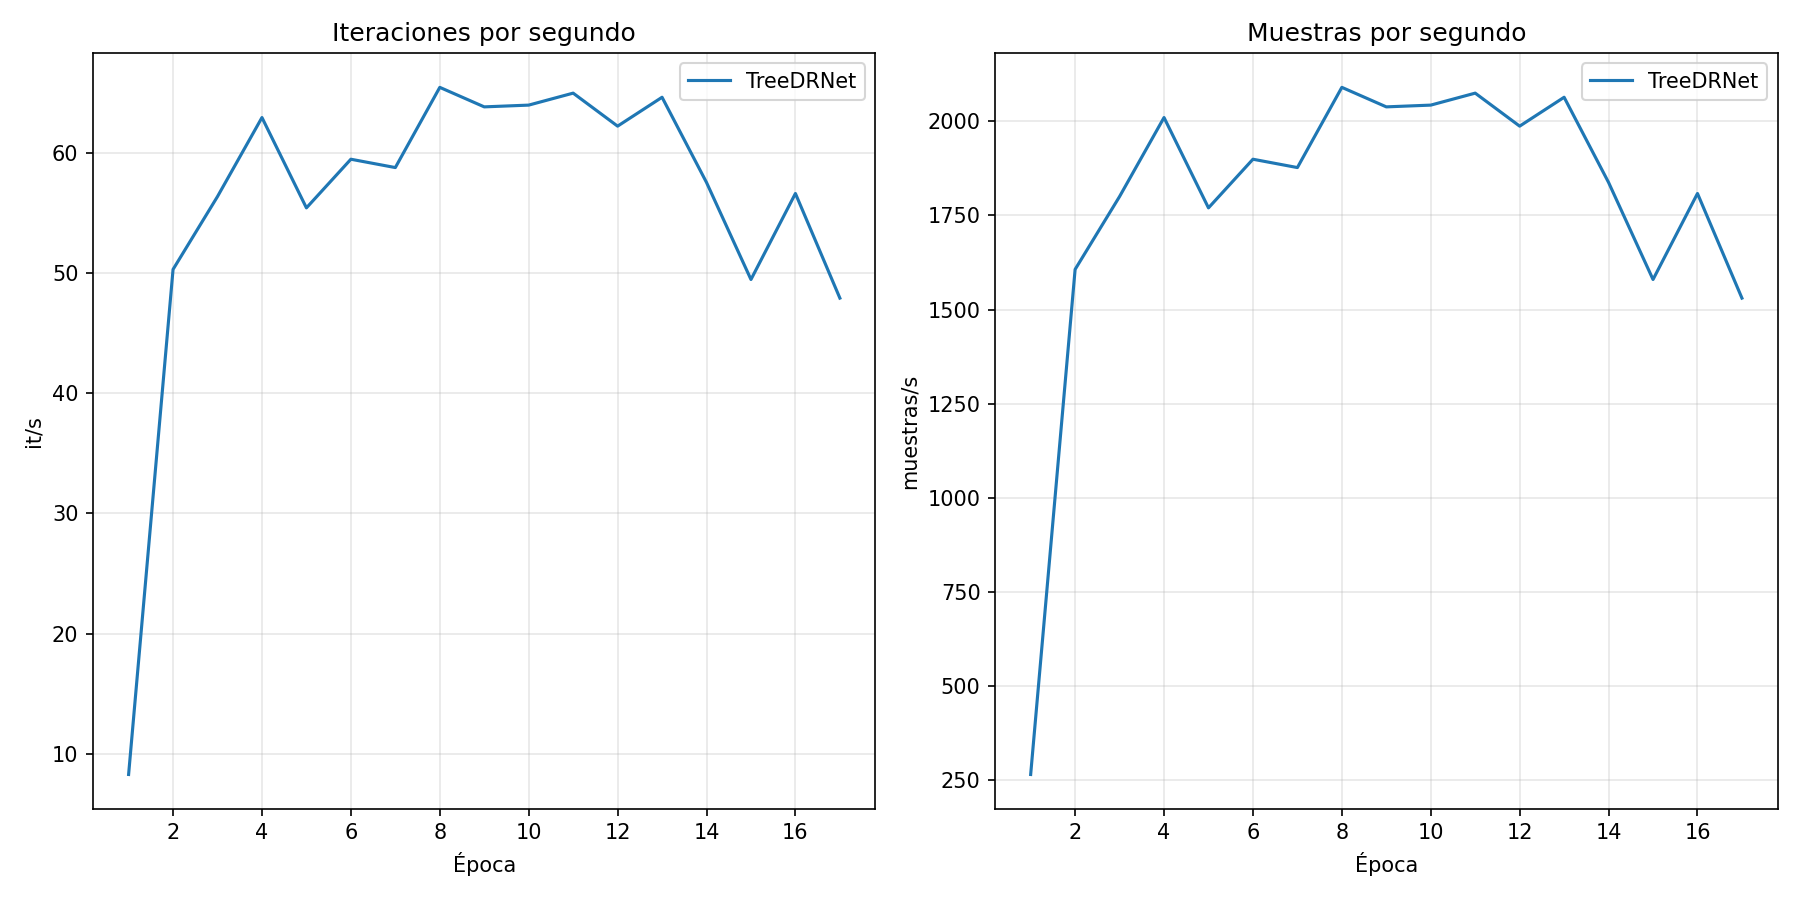 Iteraciones por segundo
TreeDRNet
60
50
40
30
20
10
it/s
2 4 6 8 10 12 14 16
Época
Muestras por segundo
TreeDRNet
2000
1750
1500
1250
1000
750
500
250
muestras/s
2 4 6 8 10 12 14 16
Época